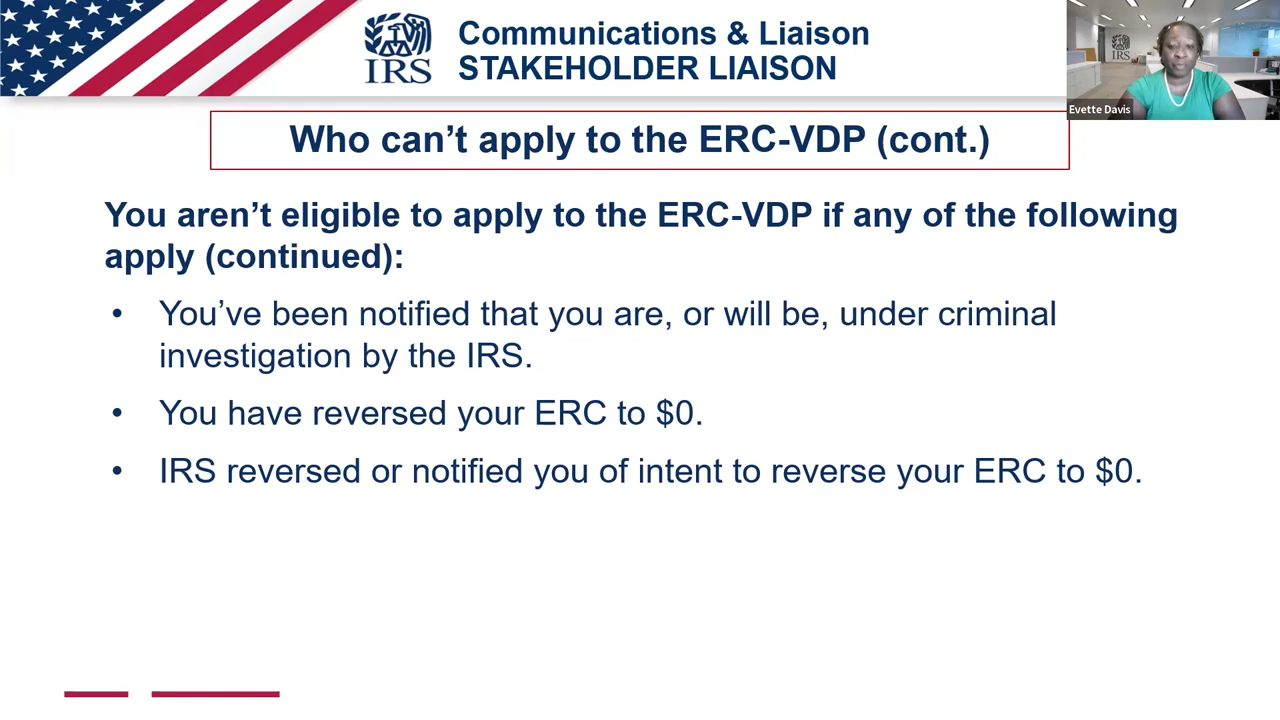 IRS
Communications & Liaison
STAKEHOLDER LIAISON
IRS
Evette Davis
Who can’t apply to the ERC-VDP (cont.)
You aren’t eligible to apply to the ERC-VDP if any of the following
apply (continued):
• You’ve been notified that you are, or will be, under criminal
investigation by the IRS.
• You have reversed your ERC to $0.
• IRS reversed or notified you of intent to reverse your ERC to $0.